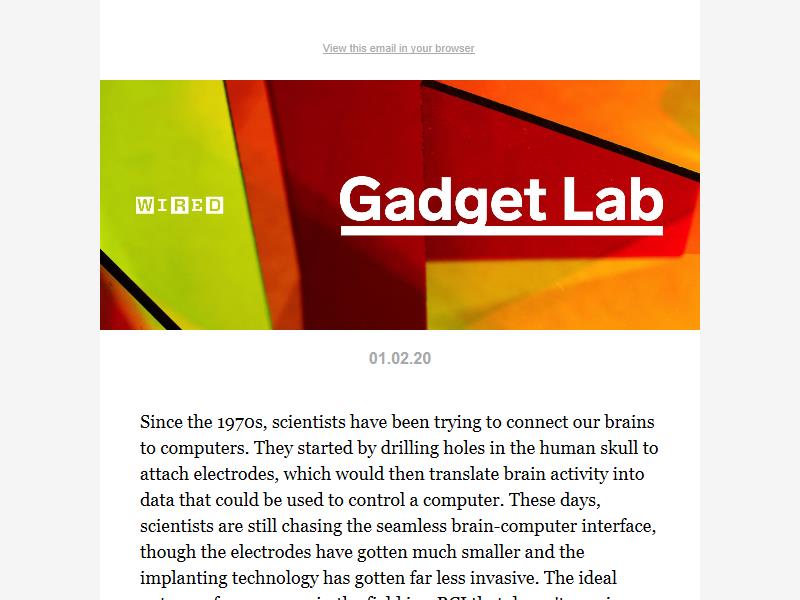 View this email in your browser
WIRED
Gadget Lab
01.02.20
Since the 1970s, scientists have been trying to connect our brains
to computers. They started by drilling holes in the human skull to
attach electrodes, which would then translate brain activity into
data that could be used to control a computer. These days,
scientists are still chasing the seamless brain-computer interface,
though the electrodes have gotten much smaller and the
implanting technology has gotten far less invasive. The ideal